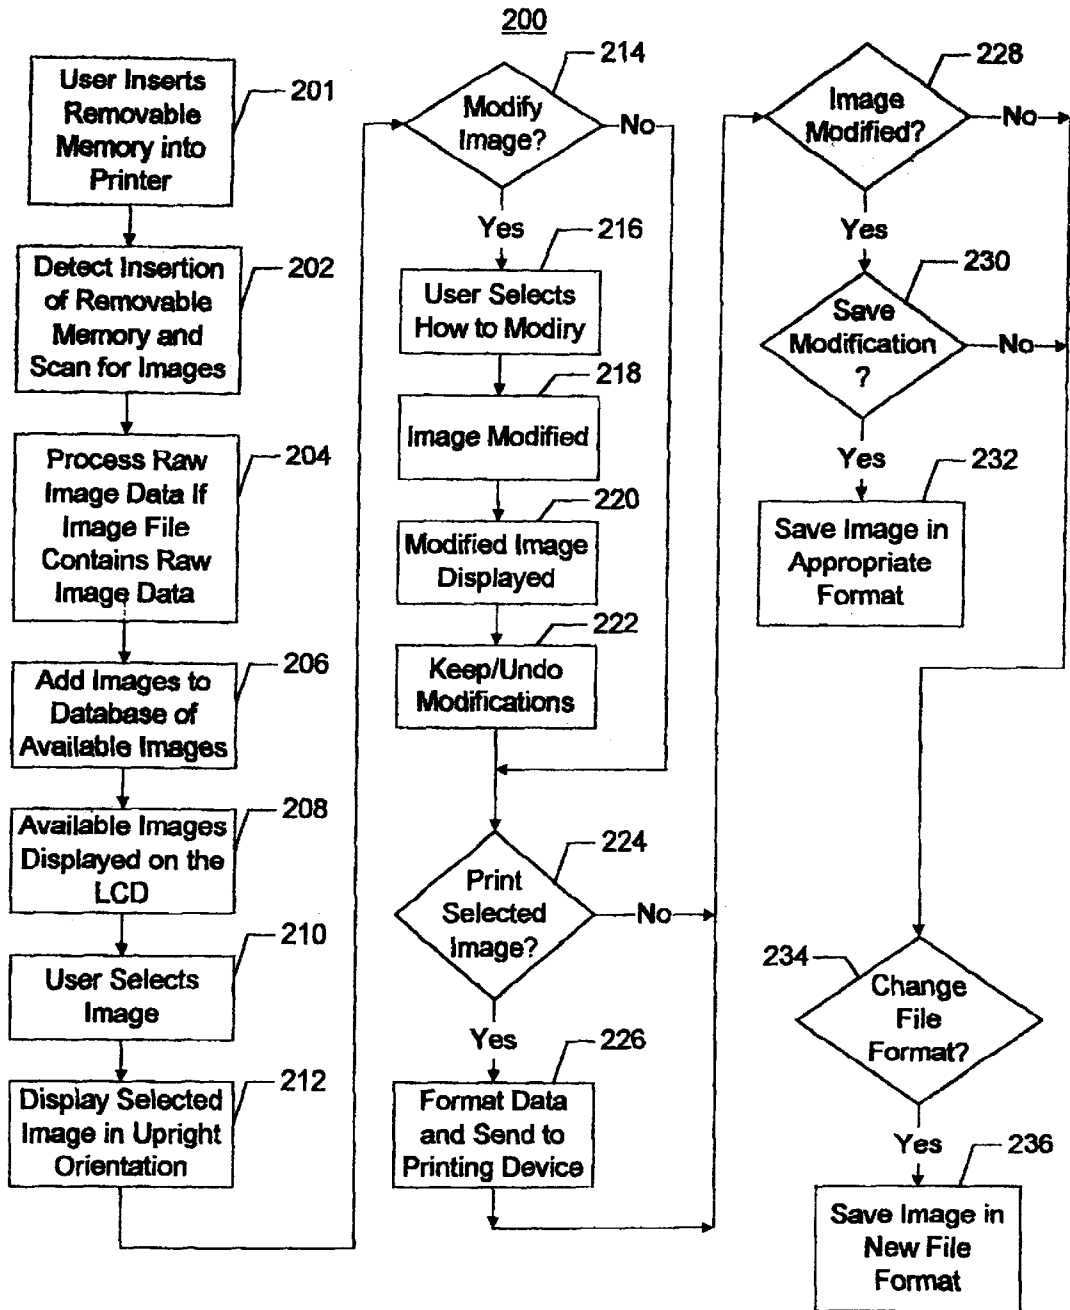 200
User Inserts
Removable
Memory into
Printer
201
Detect Insertion
of Removable
Memory and
Scan for Images
202
Process Raw
Image Data If
Image File
Contains Raw
Image Data
204
Add Images to
Database of
Available Images
206
Available Images
Displayed on the
LCD
208
User Selects
Image
210
Display Selected
Image in Upright
Orientation
212
Modify
Image?
214
No
Yes
User Selects
How to Modiry
216
Image Modified
218
Modified Image
Displayed
220
Keep/Undo
Modifications
222
Print
Selected
Image?
224
No
Yes
Format Data
and Send to
Printing Device
226
Image
Modified?
228
No
Yes
Save
Modification
?
230
No
Yes
Save Image in
Appropriate
Format
232
Change
File
Format?
234
Yes
Save Image in
New File
Format
236